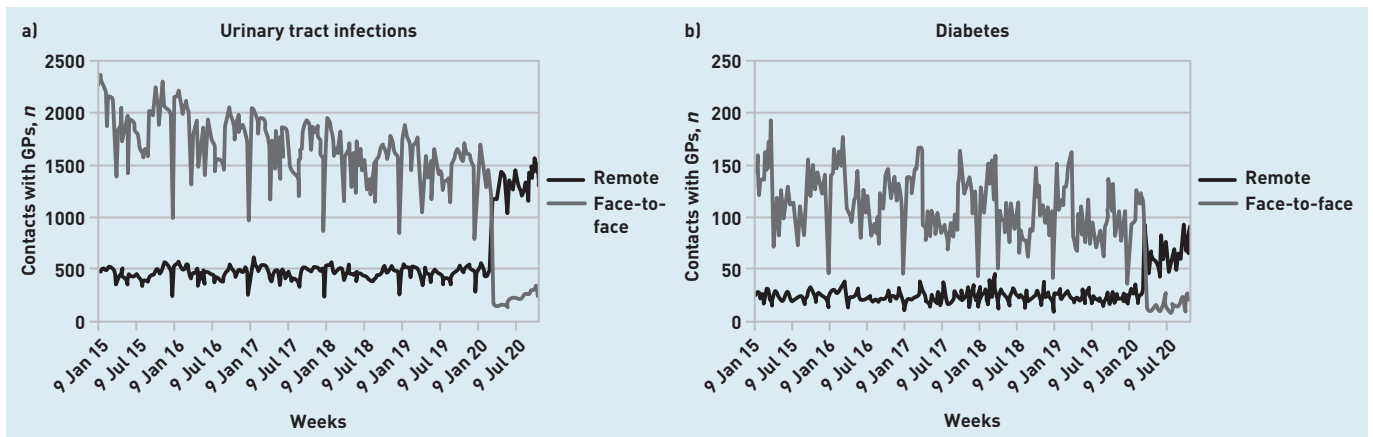 a)
Urinary tract infections
Contacts with GPs, n
2500
2000
1500
1000
500
0
9 Jan 15
9 Jul 15
9 Jan 16
9 Jul 16
9 Jan 17
9 Jul 17
9 Jan 18
9 Jul 18
9 Jan 19
9 Jul 19
9 Jan 20
9 Jul 20
Weeks
Remote
Face-to-
face
b)
Diabetes
Contacts with GPs, n
250
200
150
100
50
0
9 Jan 15
9 Jul 15
9 Jan 16
9 Jul 16
9 Jan 17
9 Jul 17
9 Jan 18
9 Jul 18
9 Jan 19
9 Jul 19
9 Jan 20
9 Jul 20
Weeks
Remote
Face-to-face